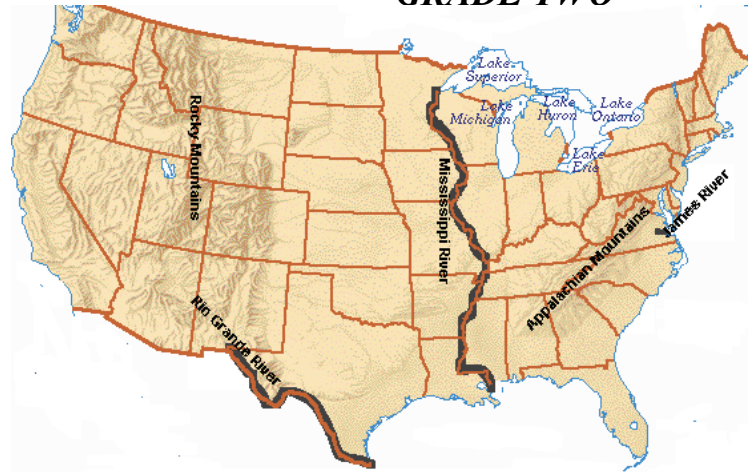 GRADE TWO
Lake
Superior
Lake
Michigan
Lake
Huron
Lake
Ontario
Lake
Erie
Rocky Mountains
Mississippi River
James River
Appalachian Mountains
Rio Grande River